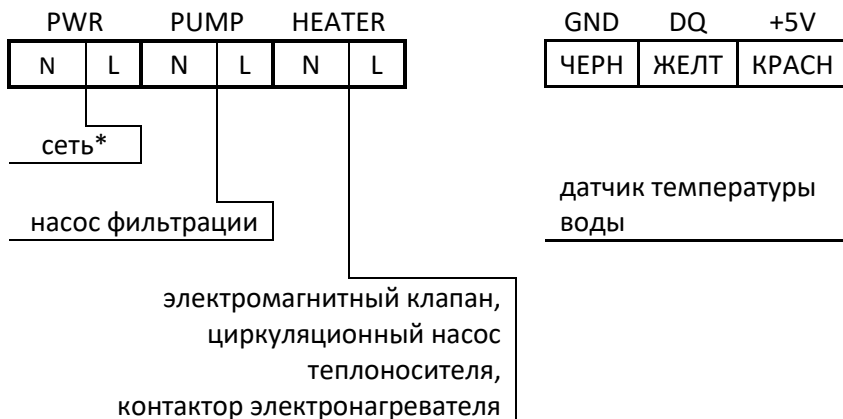 PWR PUMP HEATER GND DQ +5V
N L N L N L ЧЕРН ЖЕЛТ КРАСН
сеть*
насос фильтрации
датчик температуры
воды
электромагнитный клапан,
циркуляционный насос
теплоносителя,
контактор электронагревателя